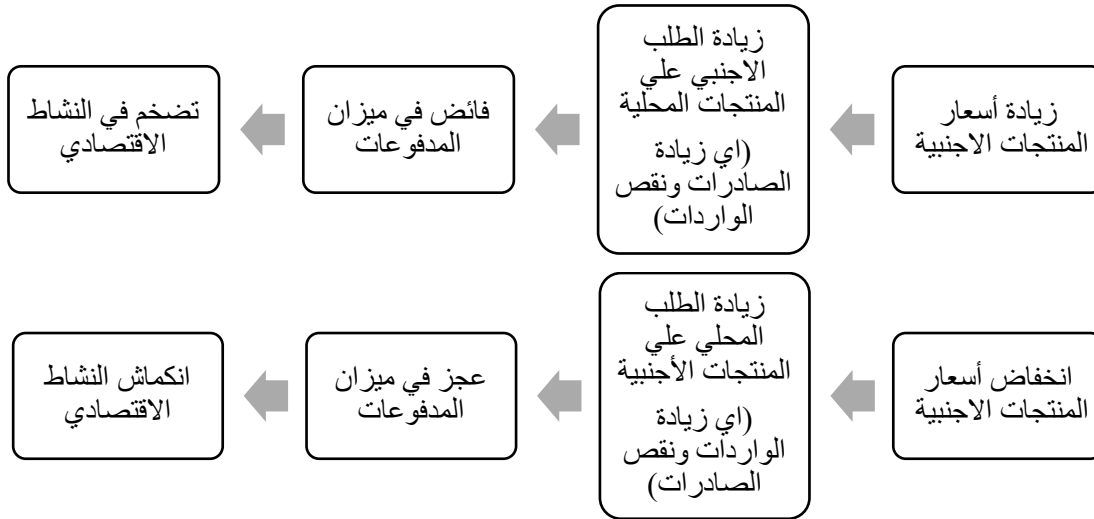 زيادة أسعار
المنتجات الاجنبية
زيادة الطلب
الاجنبي علي
المنتجات المحلية
(اي زيادة
الصادرات ونقص
الواردات)
فائض في ميزان
المدفوعات
تضخم في النشاط
الاقتصادي
انخفاض أسعار
المنتجات الاجنبية
زيادة الطلب
المحلي علي
المنتجات الأجنبية
(اي زيادة
الواردات ونقص
الصادرات)
عجز في ميزان
المدفوعات
انكماش النشاط
الاقتصادي